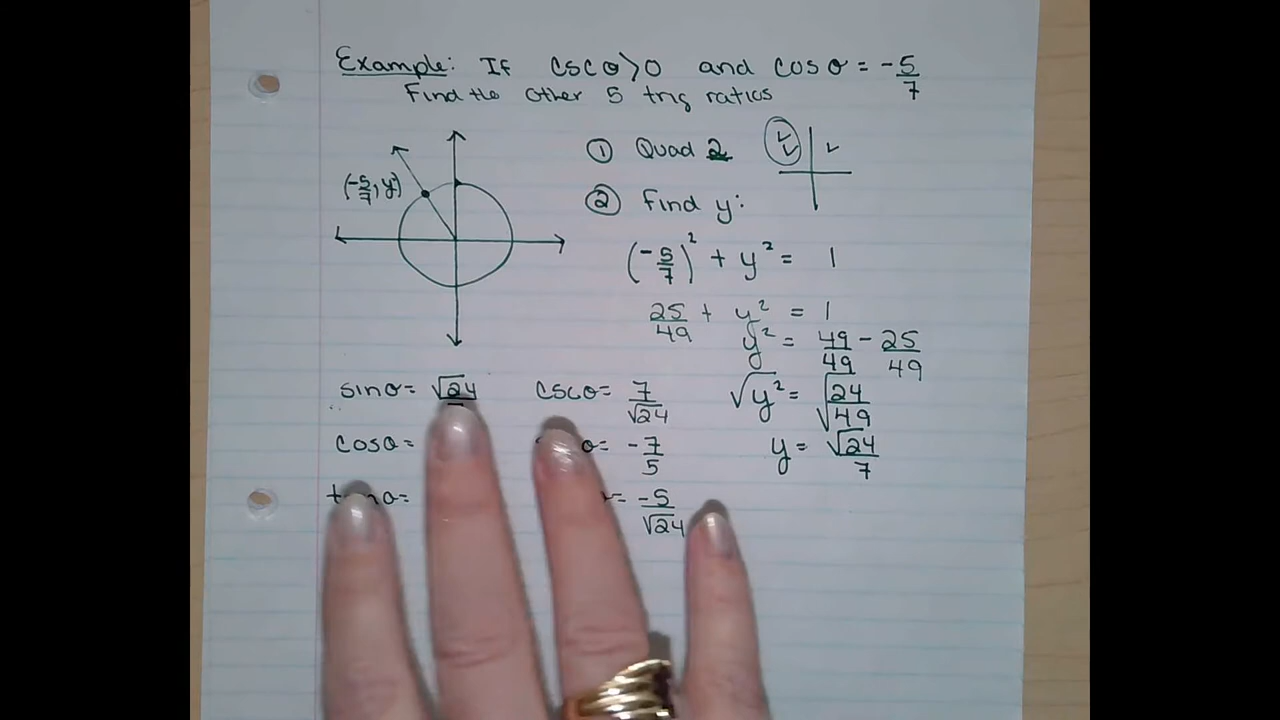 Example: If cscθ>0 and cosθ = -5/7
Find the other 5 trig ratios
① Quad 2
(-5/7, y)
② Find y:
(-5/7)² + y² = 1
25/49 + y² = 1
y² = 49/49 - 25/49
sinθ= √24 cscθ= 7/√24 √y² = √24/√49
cosθ= θ= -7/5 y = √24/7
θ= = -5/√24